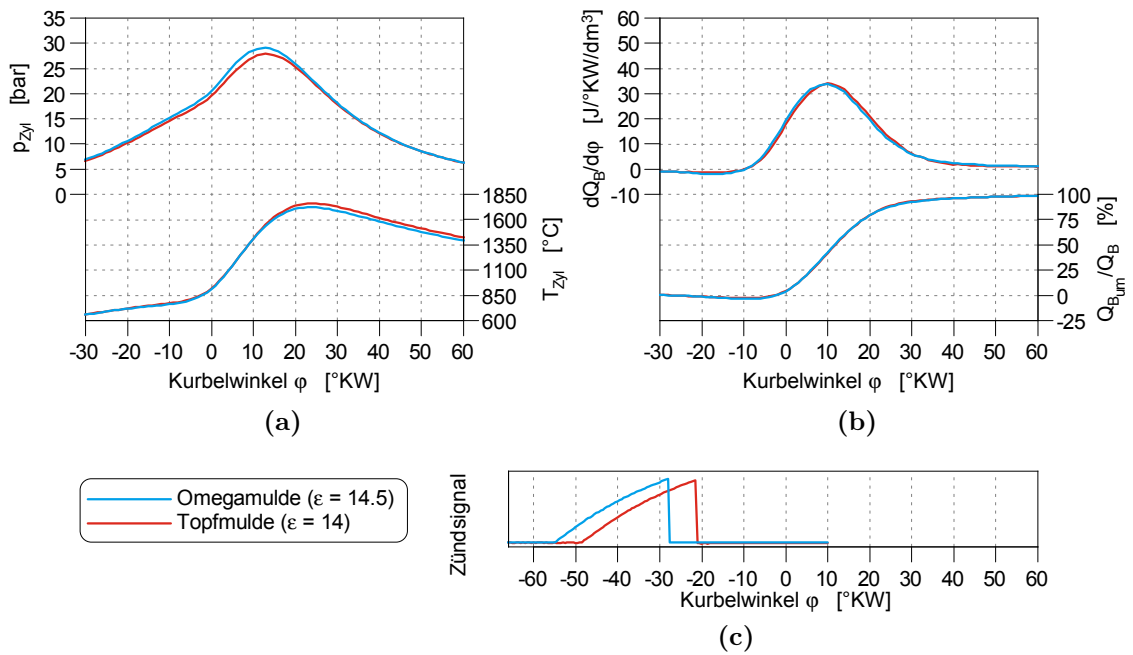 35
30
25
20
15
10
5
0
p_Zyl [bar]
1850
1600
1350
1100
850
600
T_Zyl [°C]
-30 -20 -10 0 10 20 30 40 50 60
Kurbelwinkel φ [°KW]
(a)
60
50
40
30
20
10
0
-10
dQ_B/dφ [J/°KW/dm³]
100
75
50
25
0
-25
Q_B_um/Q_B [%]
-30 -20 -10 0 10 20 30 40 50 60
Kurbelwinkel φ [°KW]
(b)
Omegamulde (ε = 14.5)
Topfmulde (ε = 14)
Zündsignal
-60 -50 -40 -30 -20 -10 0 10 20 30 40 50 60
Kurbelwinkel φ [°KW]
(c)